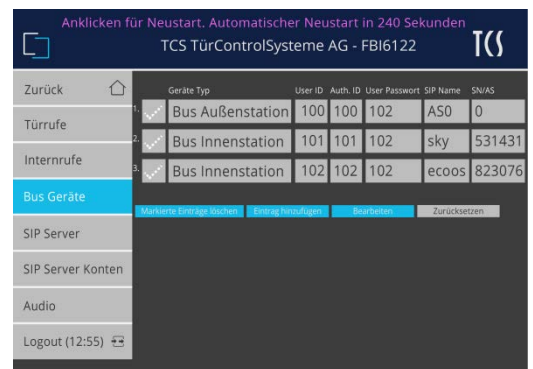 Anklicken für Neustart. Automatischer Neustart in 240 Sekunden
TCS TürControlSysteme AG - FBI6122
TCS
Zurück
Türrufe
Internrufe
Bus Geräte
SIP Server
SIP Server Konten
Audio
Logout (12:55)
Geräte Typ User ID Auth. ID User Passwort SIP Name SN/AS
1. Bus Außenstation 100 100 102 AS0 0
2. Bus Innenstation 101 101 102 sky 531431
3. Bus Innenstation 102 102 102 ecoos 823076
Markierte Einträge löschen Eintrag hinzufügen Bearbeiten Zurücksetzen